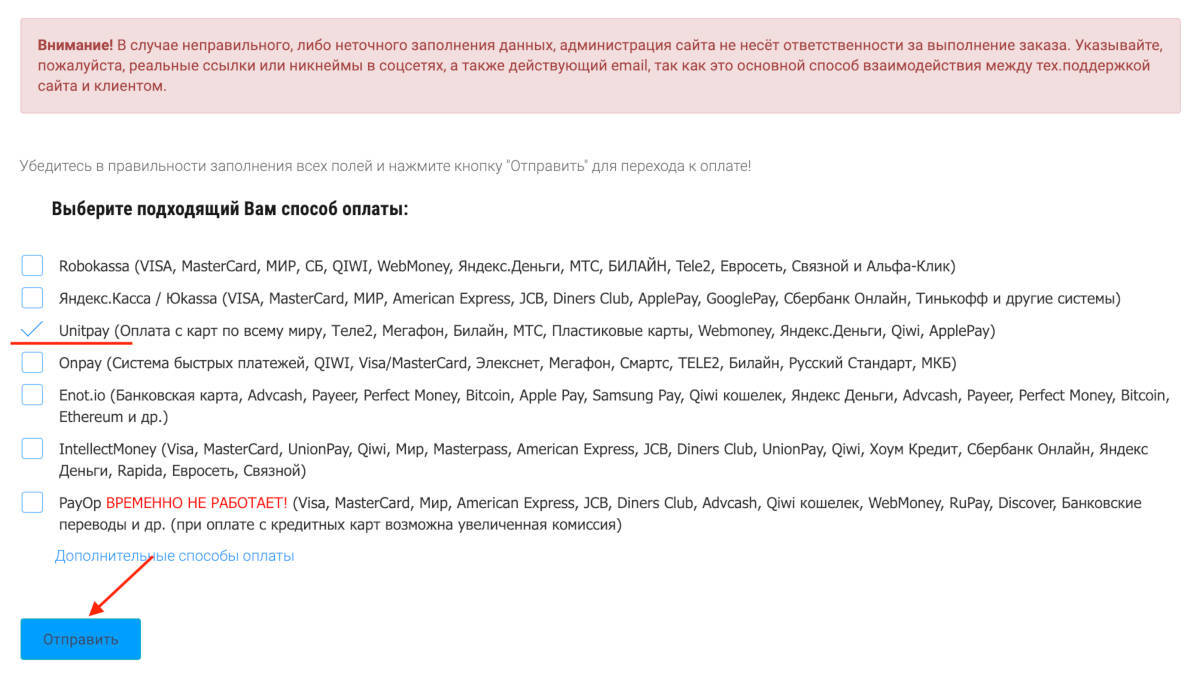 Внимание! В случае неправильного, либо неточного заполнения данных, администрация сайта не несёт ответственности за выполнение заказа. Указывайте,
пожалуйста, реальные ссылки или никнеймы в соцсетях, а также действующий email, так как это основной способ взаимодействия между тех.поддержкой
сайта и клиентом.
Убедитесь в правильности заполнения всех полей и нажмите кнопку "Отправить" для перехода к оплате!
Выберите подходящий Вам способ оплаты:
Robokassa (VISA, MasterCard, МИР, СБ, QIWI, WebMoney, Яндекс.Деньги, МТС, БИЛАЙН, Tele2, Евросеть, Связной и Альфа-Клик)
Яндекс.Касса / Юkassa (VISA, MasterCard, МИР, American Express, JCB, Diners Club, ApplePay, GooglePay, Сбербанк Онлайн, Тинькофф и другие системы)
Unitpay (Оплата с карт по всему миру, Теле2, Мегафон, Билайн, МТС, Пластиковые карты, Webmoney, Яндекс.Деньги, Qiwi, ApplePay)
Onpay (Система быстрых платежей, QIWI, Visa/MasterCard, Элекснет, Мегафон, Смартс, TELE2, Билайн, Русский Стандарт, МКБ)
Enot.io (Банковская карта, Advcash, Payeer, Perfect Money, Bitcoin, Apple Pay, Samsung Pay, Qiwi кошелек, Яндекс Деньги, Advcash, Payeer, Perfect Money, Bitcoin,
Ethereum и др.)
IntellectMoney (Visa, MasterCard, UnionPay, Qiwi, Мир, Masterpass, American Express, JCB, Diners Club, UnionPay, Qiwi, Хоум Кредит, Сбербанк Онлайн, Яндекс
Деньги, Rapida, Евросеть, Связной)
PayOp ВРЕМЕННО НЕ РАБОТАЕТ! (Visa, MasterCard, Мир, American Express, JCB, Diners Club, Advcash, Qiwi кошелек, WebMoney, RuPay, Discover, Банковские
переводы и др. (при оплате с кредитных карт возможна увеличенная комиссия)
Дополнительные способы оплаты
Отправить